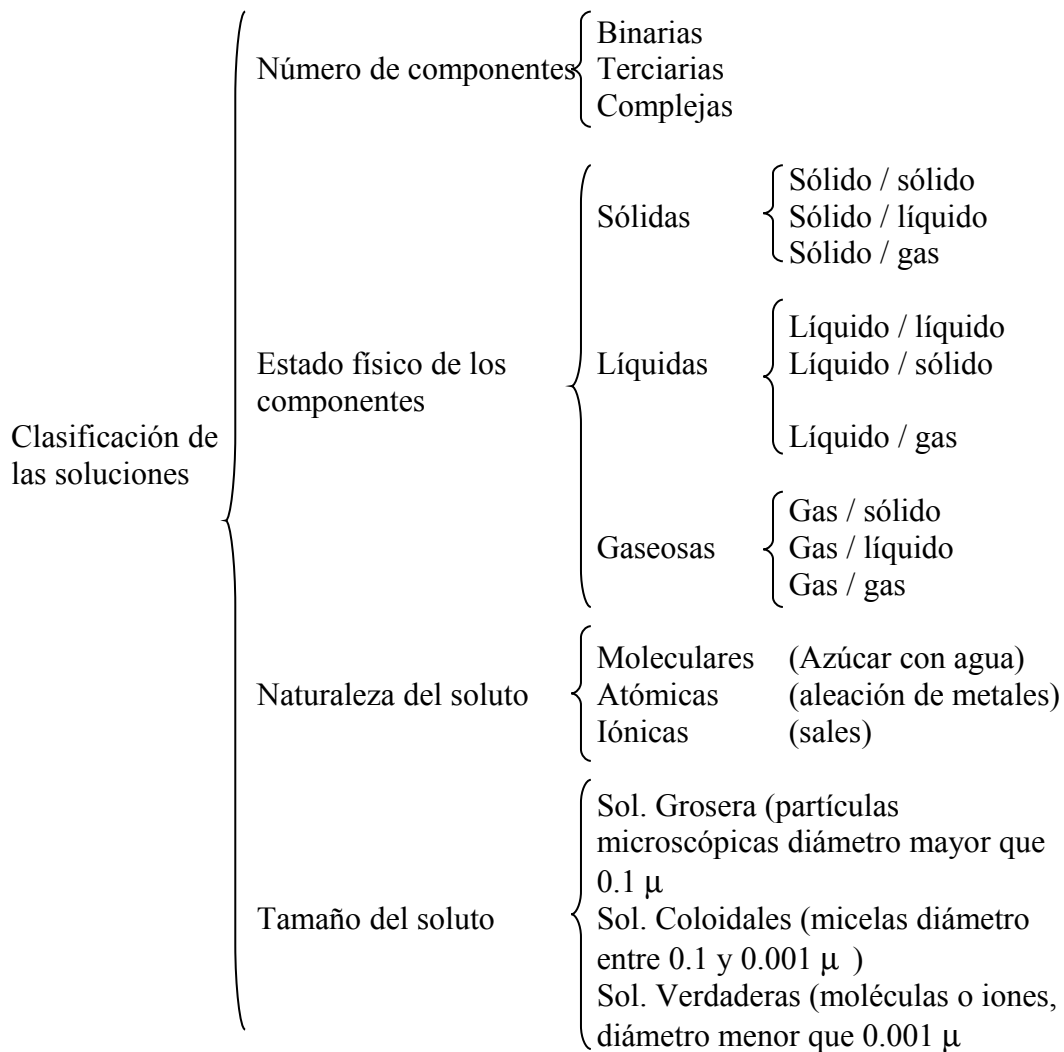 Clasificación de
las soluciones
Número de componentes
Binarias
Terciarias
Complejas
Estado físico de los
componentes
Sólidas
Sólido / sólido
Sólido / líquido
Sólido / gas
Líquidas
Líquido / líquido
Líquido / sólido
Líquido / gas
Gaseosas
Gas / sólido
Gas / líquido
Gas / gas
Naturaleza del soluto
Moleculares (Azúcar con agua)
Atómicas (aleación de metales)
Iónicas (sales)
Tamaño del soluto
Sol. Grosera (partículas
microscópicas diámetro mayor que
0.1 μ
Sol. Coloidales (micelas diámetro
entre 0.1 y 0.001 μ )
Sol. Verdaderas (moléculas o iones,
diámetro menor que 0.001 μ